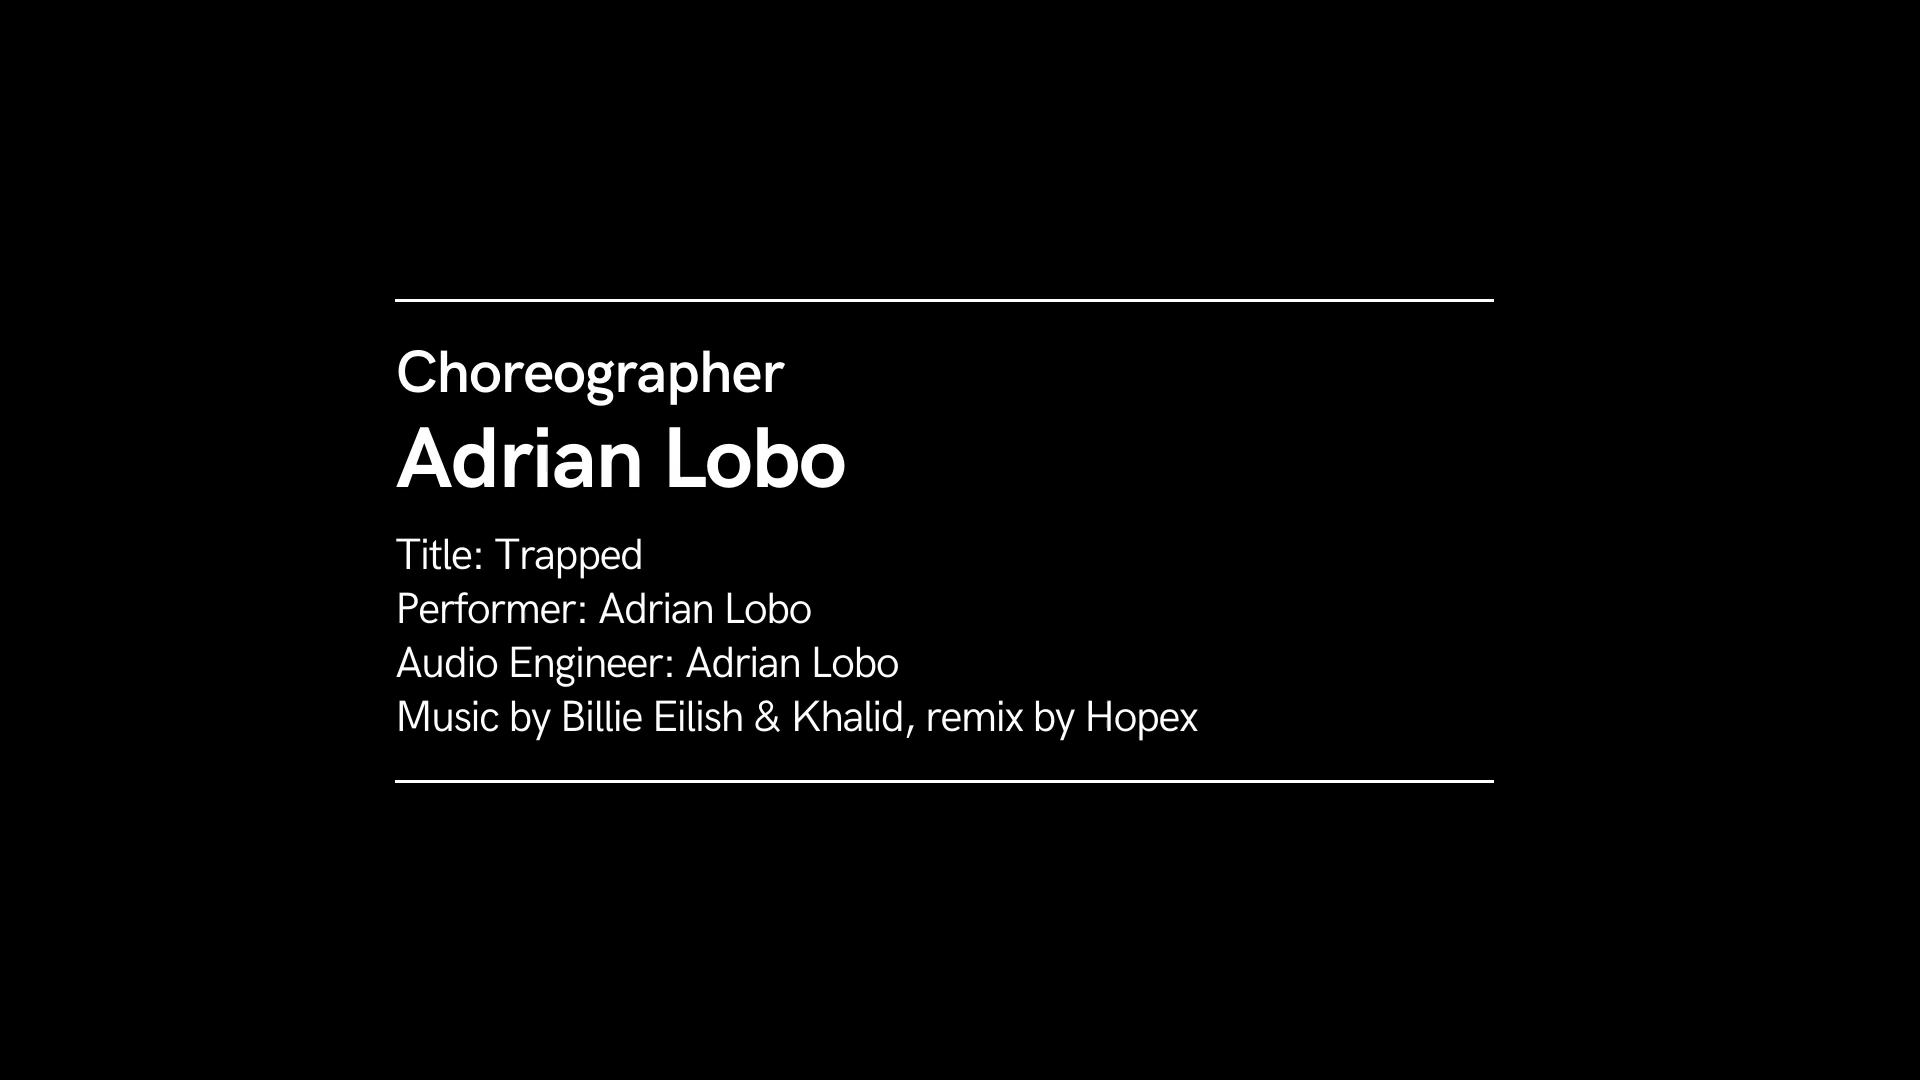 Choreographer
Adrian Lobo
Title: Trapped
Performer: Adrian Lobo
Audio Engineer: Adrian Lobo
Music by Billie Eilish & Khalid, remix by Hopex